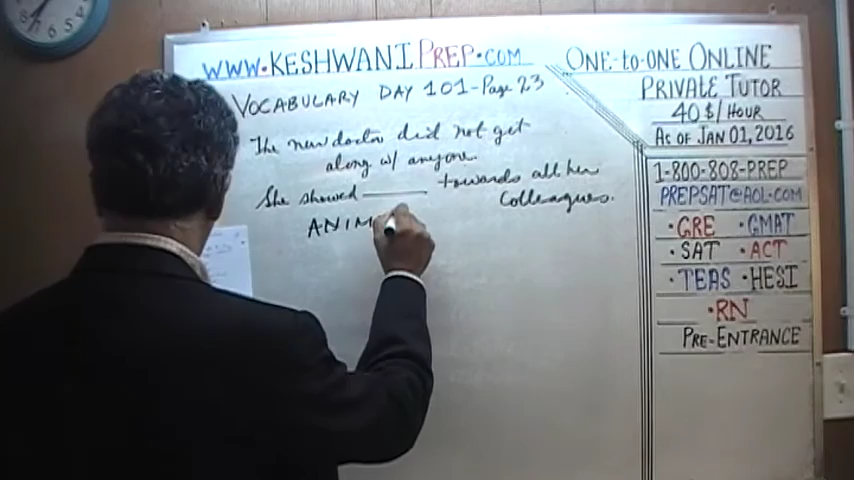 www.KESHWANIPREP.COM
VOCABULARY DAY 101-Page 23
The new doctor did not get
along w/ anyone.
She showed ______ towards all her
colleagues.
ANIM
ONE-to-ONE ONLINE
PRIVATE TUTOR
40$/HOUR
AS OF JAN 01, 2016
1-800-808-PREP
PREPSAT@AOL.COM
•GRE •GMAT
•SAT •ACT
•TEAS •HESI
•RN
PRE-ENTRANCE